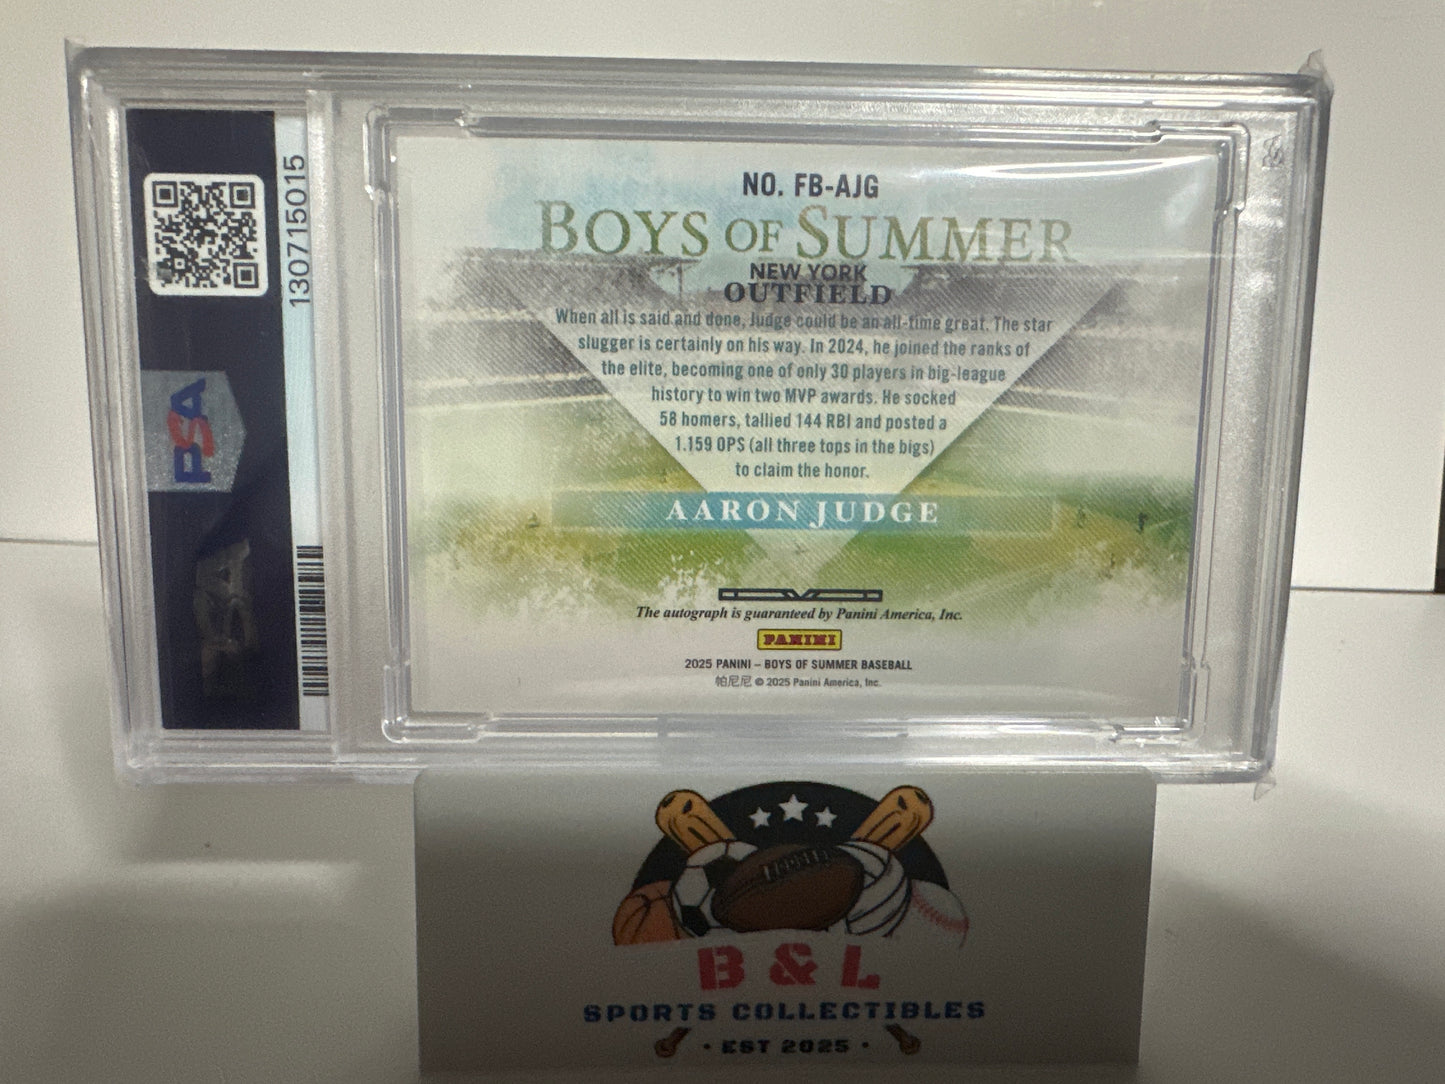 130715015
PSA
NO. FB-AJG
BOYS OF SUMMER
NEW YORK
OUTFIELD
When all is said and done, Judge could be an all-time great. The star
slugger is certainly on his way. In 2024, he joined the ranks of
the elite, becoming one of only 30 players in big-league
history to win two MVP awards. He socked
58 homers, tallied 144 RBI and posted a
1.159 OPS (all three tops in the bigs)
to claim the honor.
AARON JUDGE
The autograph is guaranteed by Panini America, Inc.
PANINI
2025 PANINI – BOYS OF SUMMER BASEBALL
帕尼尼 © 2025 Panini America, Inc.
B & L
SPORTS COLLECTIBLES
• EST 2025 •